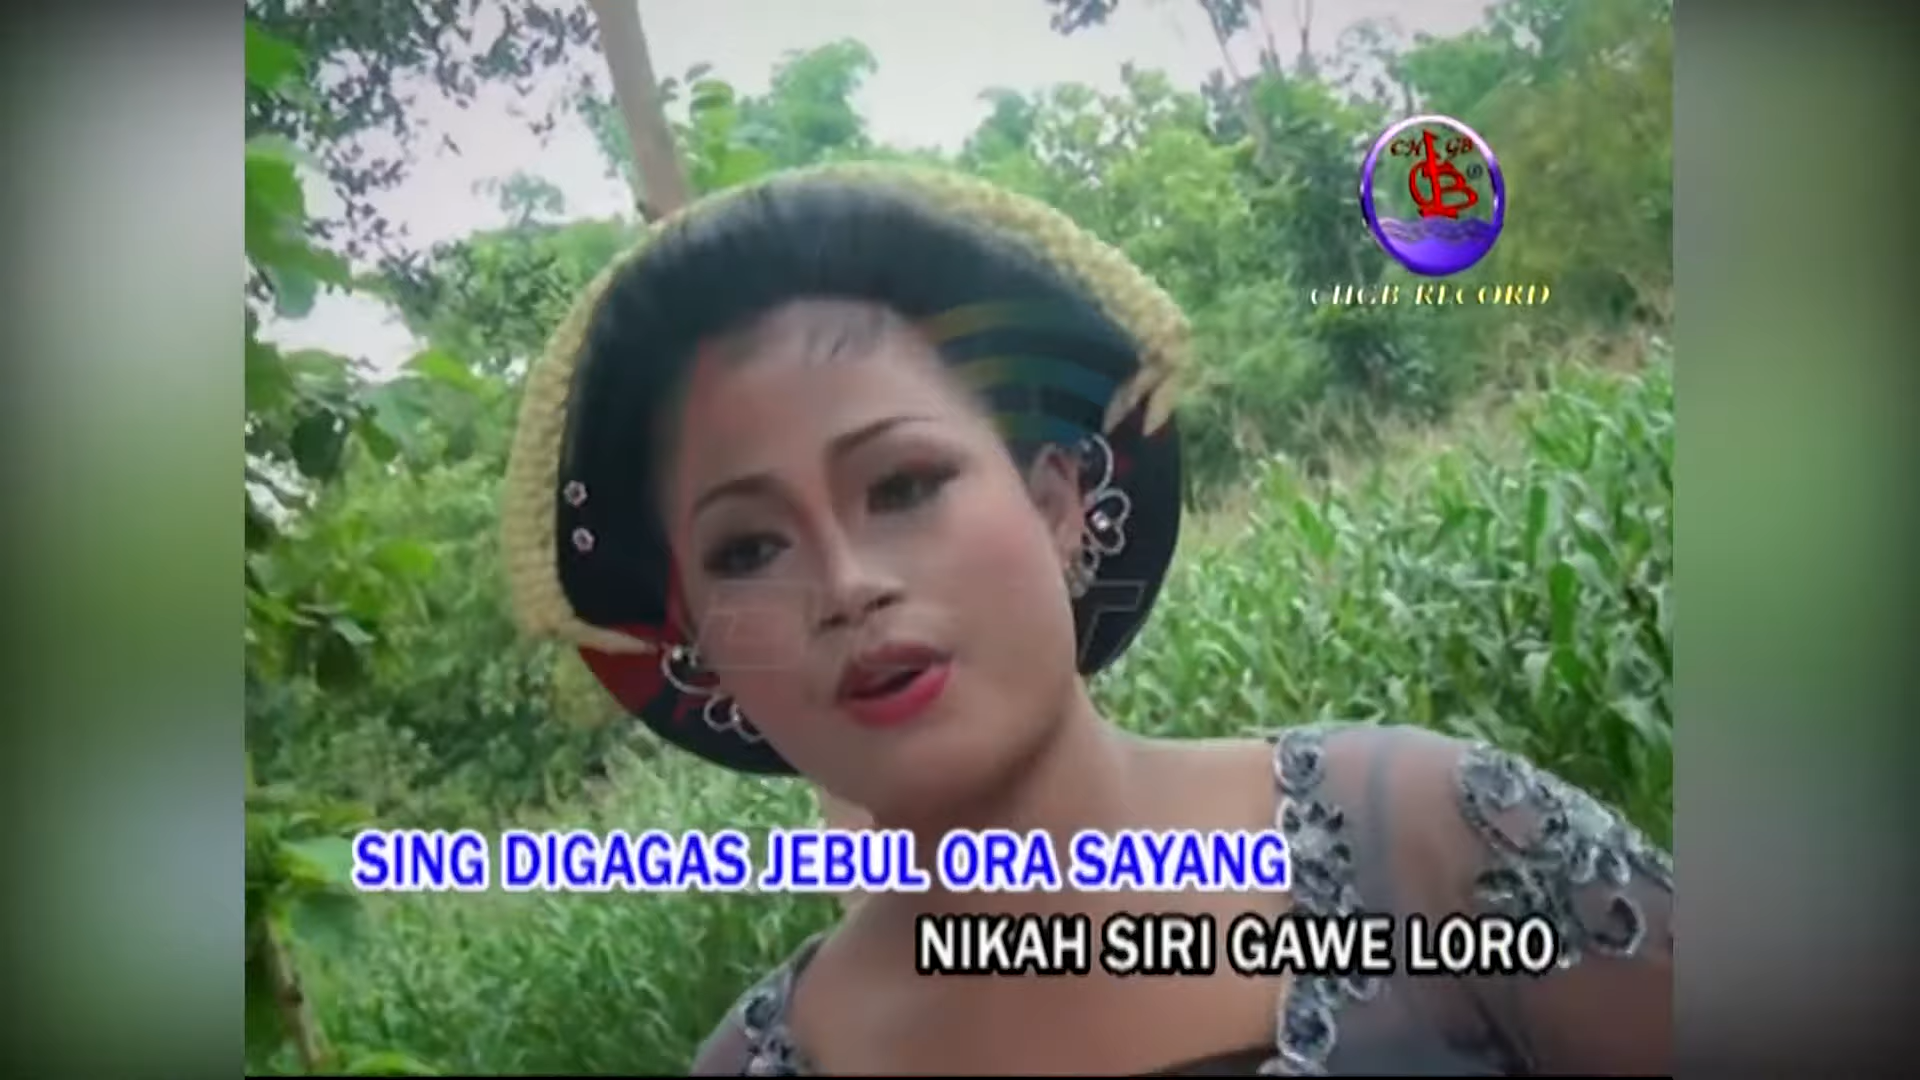 CHGB
CHGB RECORD
SING DIGAGAS JEBUL ORA SAYANG
NIKAH SIRI GAWE LORO